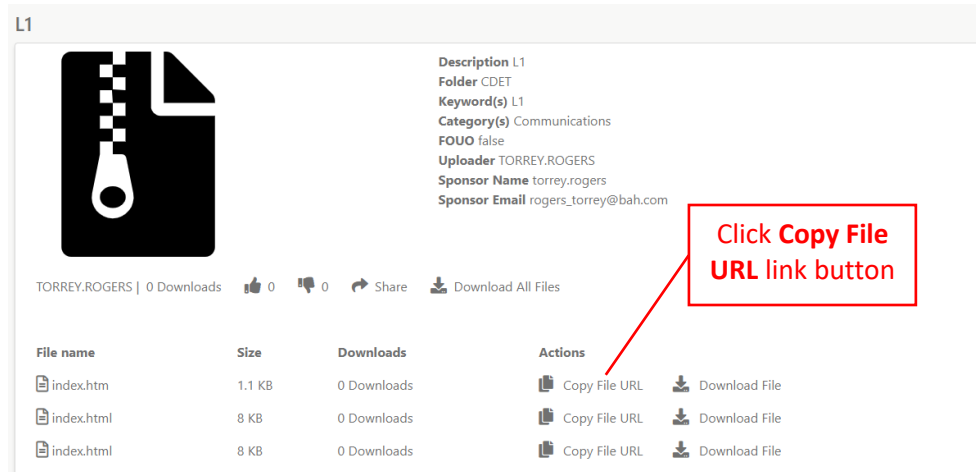 L1
Description L1
Folder CDET
Keyword(s) L1
Category(s) Communications
FOUO false
Uploader TORREY.ROGERS
Sponsor Name torrey.rogers
Sponsor Email rogers_torrey@bah.com
Click Copy File
URL link button
TORREY.ROGERS | 0 Downloads 0 0 Share Download All Files
File name Size Downloads Actions
index.htm 1.1 KB 0 Downloads Copy File URL Download File
index.html 8 KB 0 Downloads Copy File URL Download File
index.html 8 KB 0 Downloads Copy File URL Download File